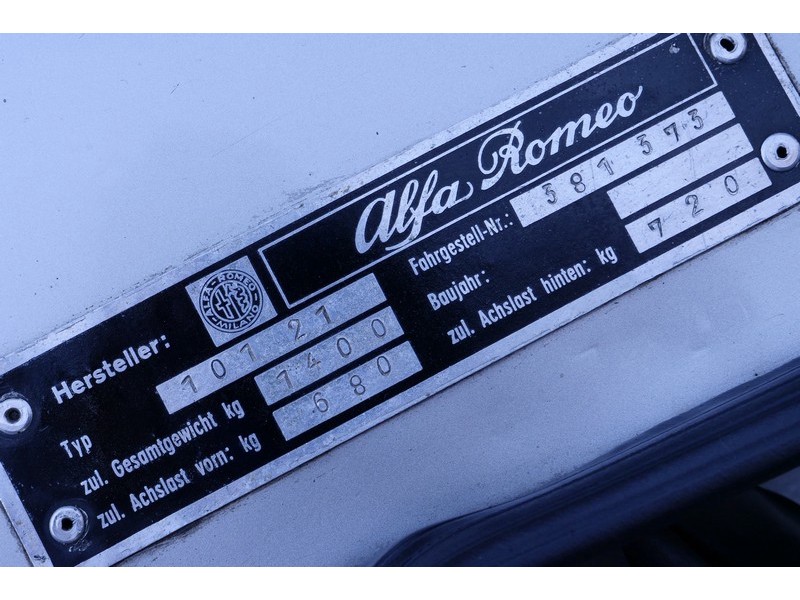 Alfa Romeo
ALFA-ROMEO
MILANO
Hersteller:
Typ 101 21
zul. Gesamtgewicht kg 1400
zul. Achslast vorn: kg 680
Fahrgestell-Nr.: 381373
Baujahr:
zul. Achslast hinten: kg 720